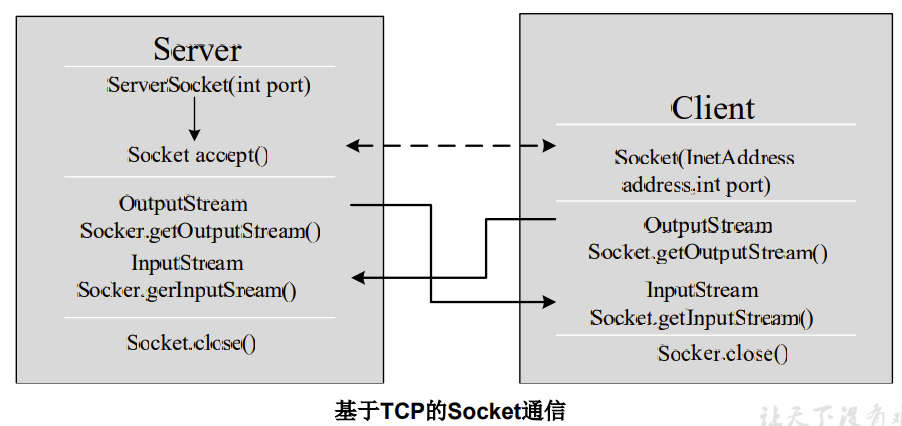 Server
ServerSocket(int port)
Socket accept()
OutputStream
Socker.getOutputStream()
InputStream
Socker.gerInputSream()
Socket.close()
Client
Socket(InetAddress
address,int port)
OutputStream
Socket.getOutputStream()
InputStream
Socket.getInputStream()
Socker.close()
基于TCP的Socket通信
让天下没有难